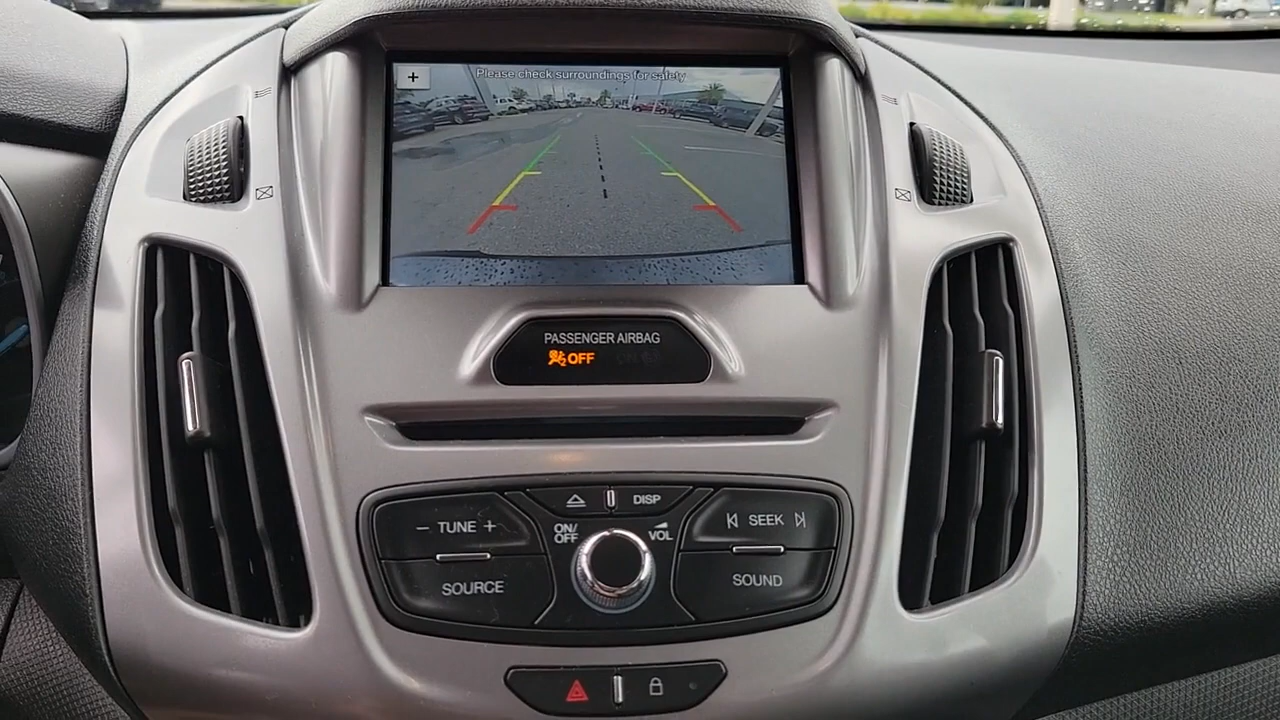 +
Please check surroundings for safety
PASSENGER AIRBAG
OFF
DISP
− TUNE +
ON/
OFF
VOL
SEEK
SOURCE
SOUND